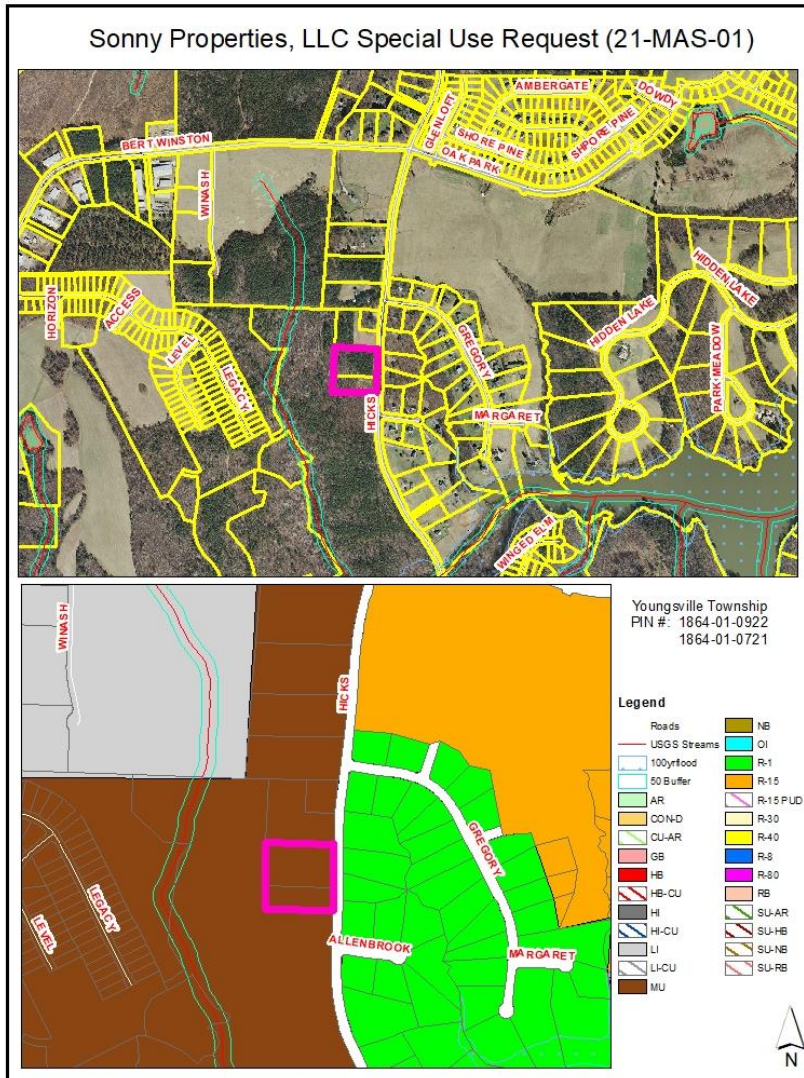 Sonny Properties, LLC Special Use Request (21-MAS-01)
AMBERGATE
DOWDY
GLENLOFT
BERT WINSTON
SHORE PINE
SHPORE PINE
OAK PARK
WINASH
HIDDEN LAKE
HIDDEN LAKE
HORIZON
ACCESS
LEVEL
LEGACY
GREGORY
PARK MEADOW
HICKS
MARGARET
WINGED ELM
WINASH
HICKS
GREGORY
LEGACY
LEVEL
ALLENBROOK
MARGARET
Youngsville Township
PIN #: 1864-01-0922
1864-01-0721
Legend
Roads
USGS Streams
100yrflood
50 Buffer
AR
CON-D
CU-AR
GB
HB
HB-CU
HI
HI-CU
LI
LI-CU
MU
NB
OI
R-1
R-15
R-15 PUD
R-30
R-40
R-8
R-80
RB
SU-AR
SU-HB
SU-NB
SU-RB
N